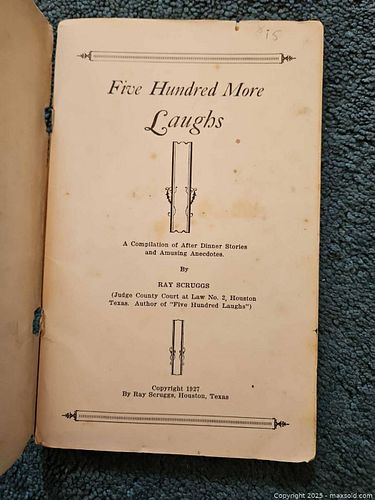 Five Hundred More
Laughs
A Compilation of After Dinner Stories
and Amusing Anecdotes.
By
RAY SCRUGGS
(Judge County Court at Law No. 2, Houston
Texas. Author of "Five Hundred Laughs")
Copyright 1927
By Ray Scruggs, Houston, Texas
Copyright 2025 - maxsold.com